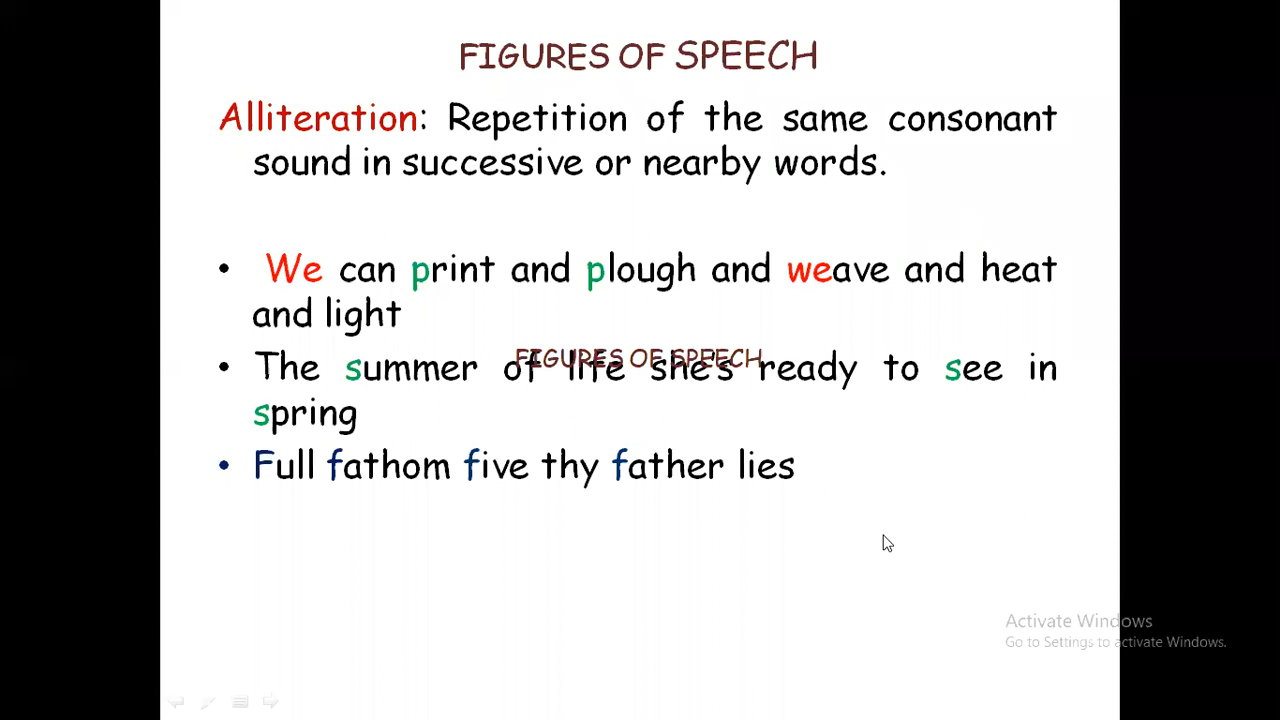 FIGURES OF SPEECH
Alliteration: Repetition of the same consonant
sound in successive or nearby words.
• We can print and plough and weave and heat
and light
• The summer of life she's ready to see in
FIGURES OF SPEECH
spring
• Full fathom five thy father lies
Activate Windows
Go to Settings to activate Windows.